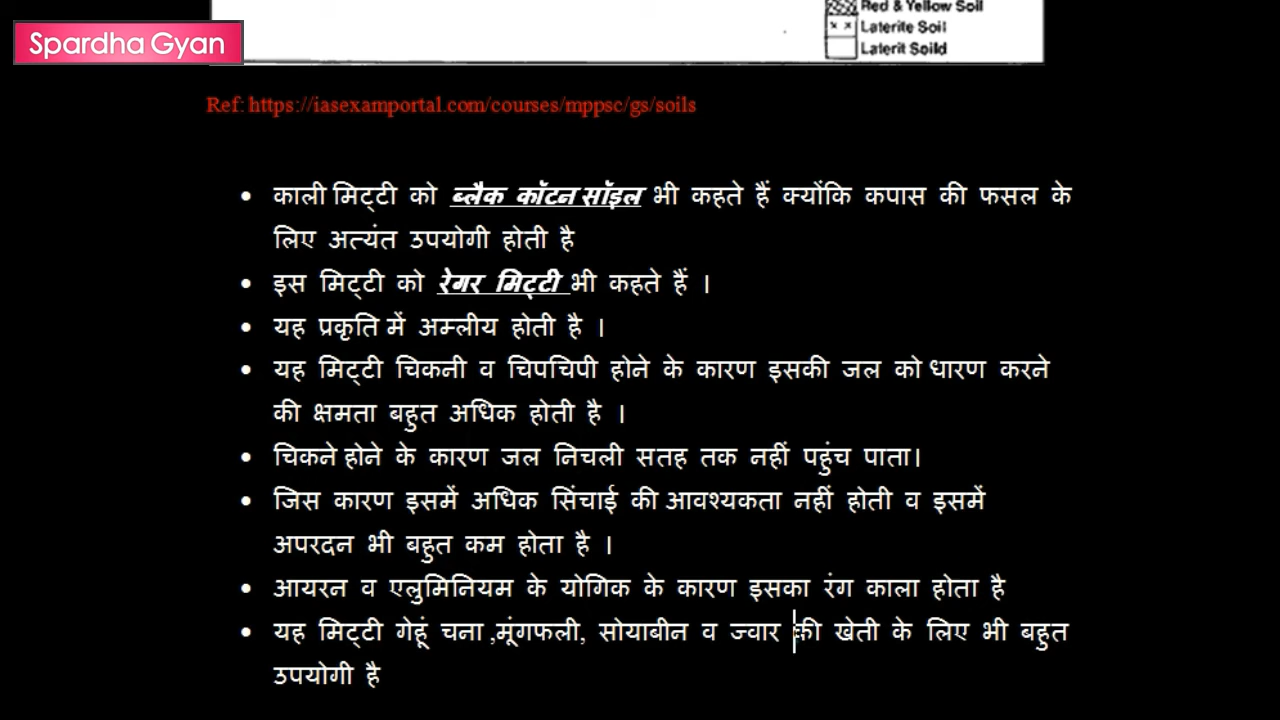 Red & Yellow Soil
Spardha Gyan
Laterite Soil
Laterit Soild
Ref: https://iasexamportal.com/courses/mppsc/gs/soils
• काली मिट्टी को ब्लैक कॉटन सॉइल भी कहते हैं क्योंकि कपास की फसल के
लिए अत्यंत उपयोगी होती है
• इस मिट्टी को रेगर मिट्टी भी कहते हैं ।
• यह प्रकृति में अम्लीय होती है ।
• यह मिट्टी चिकनी व चिपचिपी होने के कारण इसकी जल को धारण करने
की क्षमता बहुत अधिक होती है ।
• चिकने होने के कारण जल निचली सतह तक नहीं पहुंच पाता।
• जिस कारण इसमें अधिक सिंचाई की आवश्यकता नहीं होती व इसमें
अपरदन भी बहुत कम होता है ।
• आयरन व एलुमिनियम के योगिक के कारण इसका रंग काला होता है
• यह मिट्टी गेहूं चना ,मूंगफली, सोयाबीन व ज्वार की खेती के लिए भी बहुत
उपयोगी है